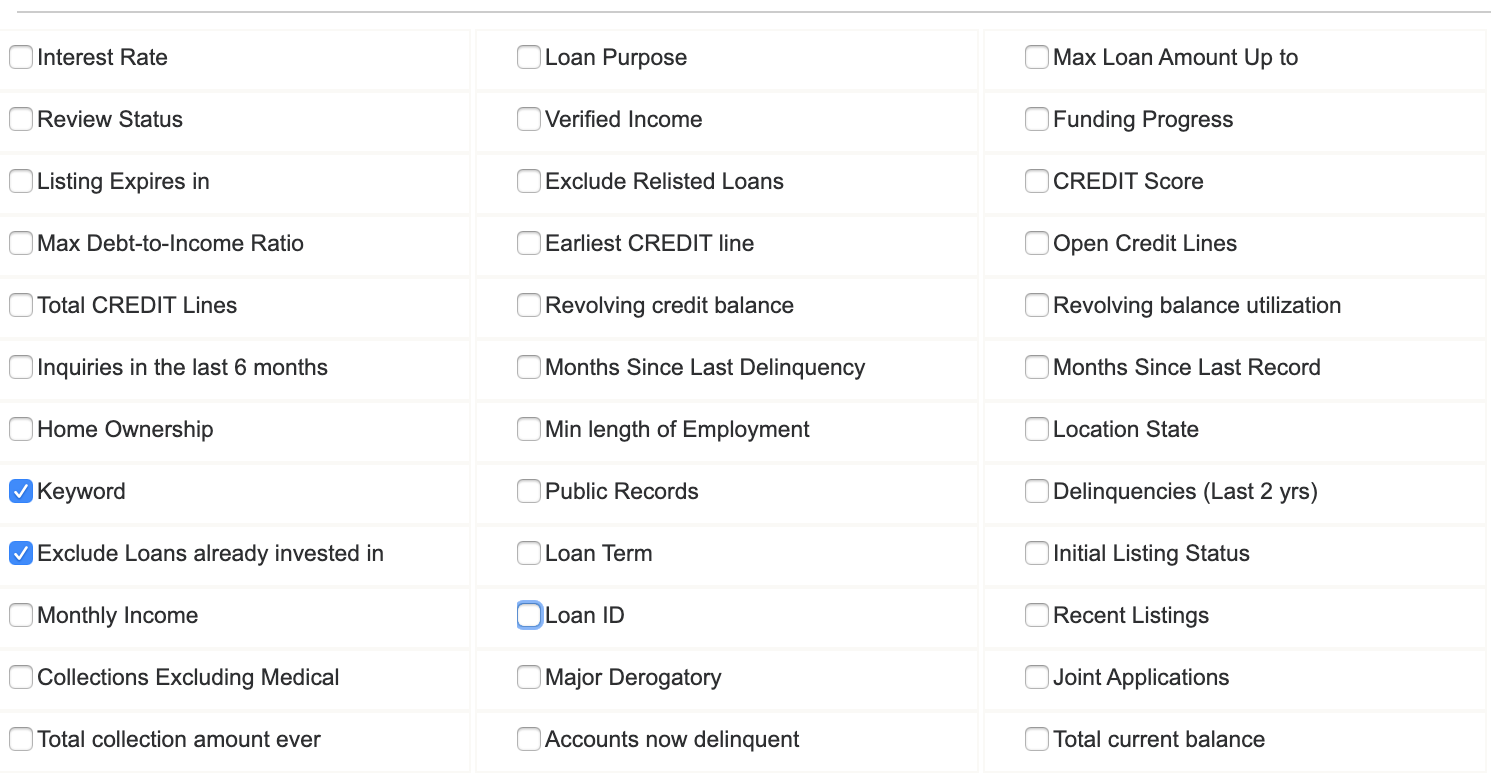 Interest Rate
Loan Purpose
Max Loan Amount Up to
Review Status
Verified Income
Funding Progress
Listing Expires in
Exclude Relisted Loans
CREDIT Score
Max Debt-to-Income Ratio
Earliest CREDIT line
Open Credit Lines
Total CREDIT Lines
Revolving credit balance
Revolving balance utilization
Inquiries in the last 6 months
Months Since Last Delinquency
Months Since Last Record
Home Ownership
Min length of Employment
Location State
Keyword
Public Records
Delinquencies (Last 2 yrs)
Exclude Loans already invested in
Loan Term
Initial Listing Status
Monthly Income
Loan ID
Recent Listings
Collections Excluding Medical
Major Derogatory
Joint Applications
Total collection amount ever
Accounts now delinquent
Total current balance